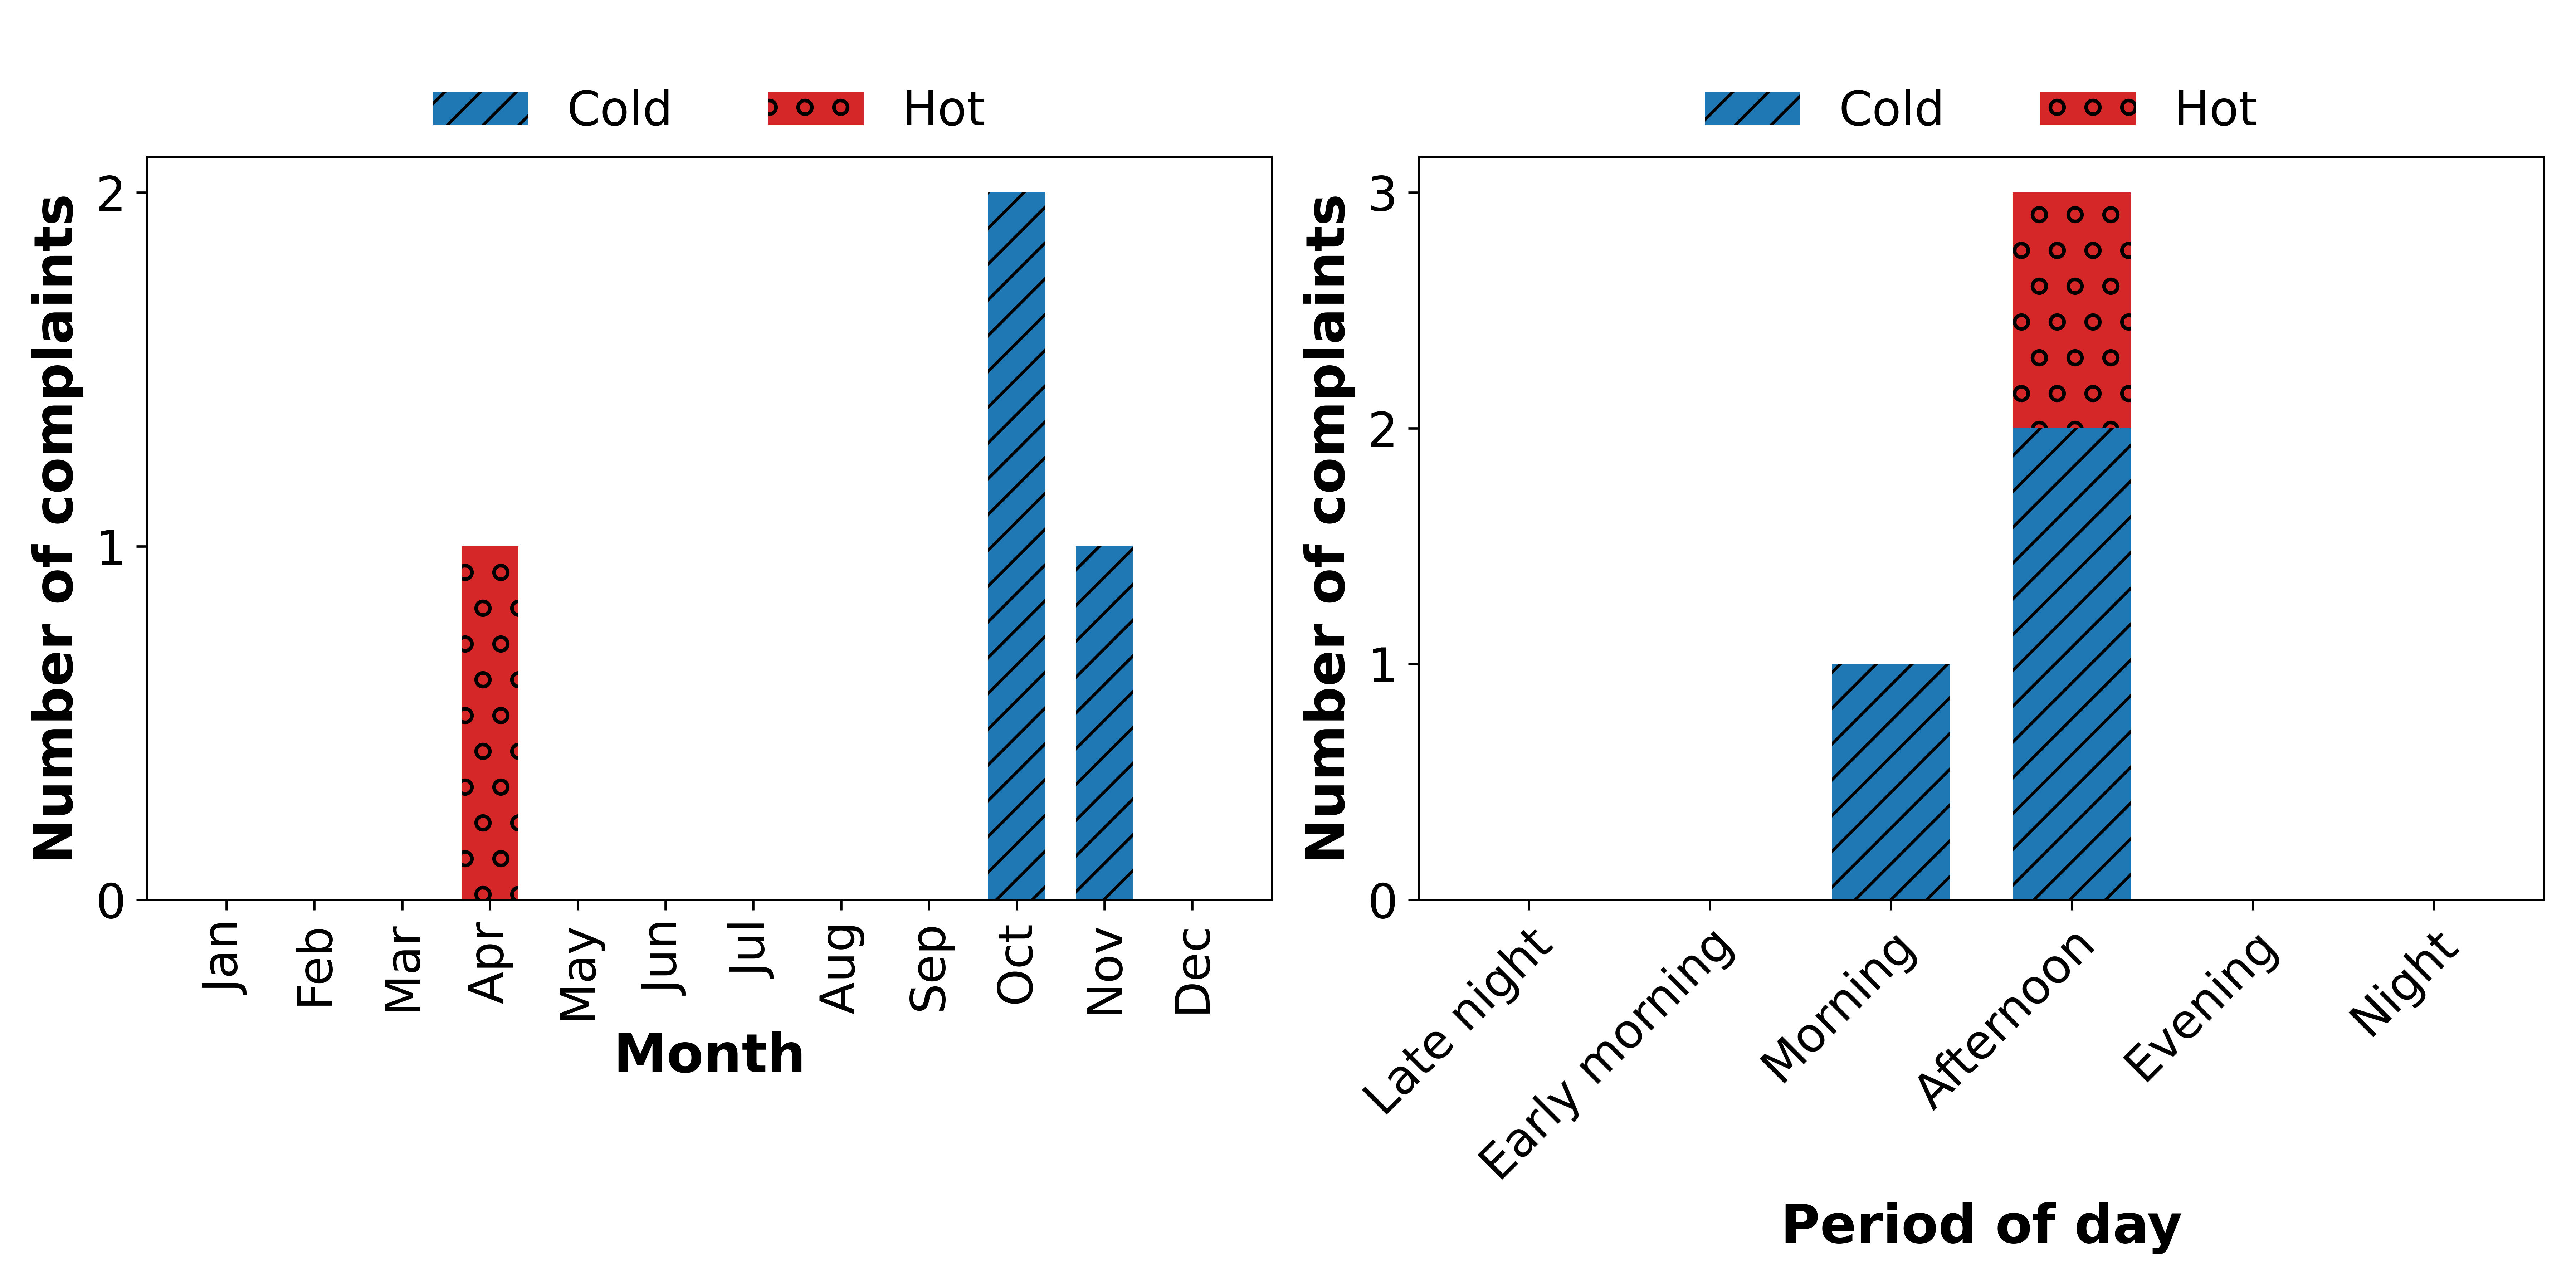 Cold Hot
Number of complaints
2
1
0
Jan Feb Mar Apr May Jun Jul Aug Sep Oct Nov Dec
Month
Cold Hot
Number of complaints
3
2
1
0
Late night Early morning Morning Afternoon Evening Night
Period of day